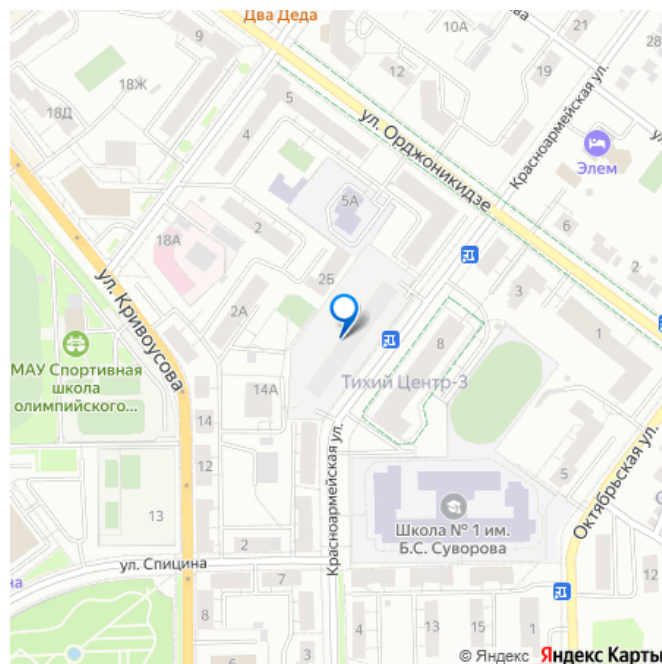 Два Деда
10А
21
9
18Ж
12
19
5
18Д
4
ул. Орджоникидзе
Красноармейская ул.
Элем
5А
2
18А
6
2
2Б
3
ул. Кривоусова
2А
1
8
МАУ Спортивная
школа
олимпийского...
Тихий Центр-3
14А
14
Красноармейская ул.
12
5
Октябрьская ул.
13
Школа № 1 им.
Б.С. Суворова
2
ул. Спицина
на
7
12
8
13
15
1
6
© Яндекс Яндекс Карты